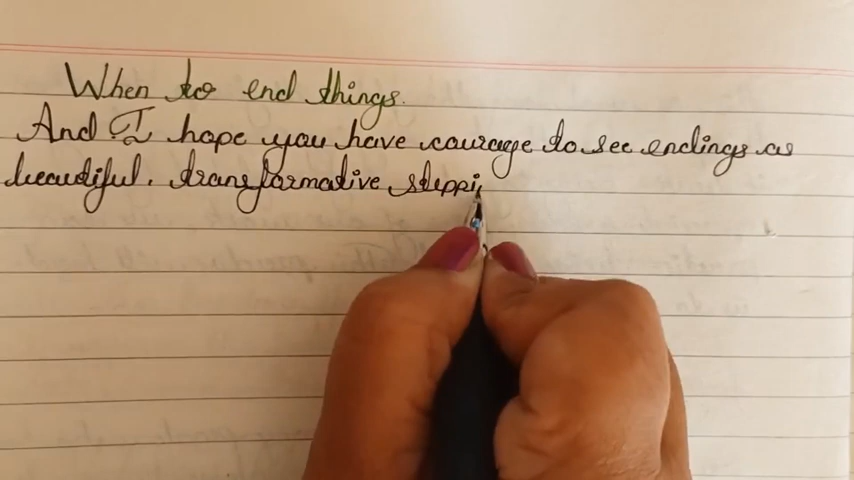 When to end things.
And I hope you have courage to see endings as
beautiful. transformative steppi